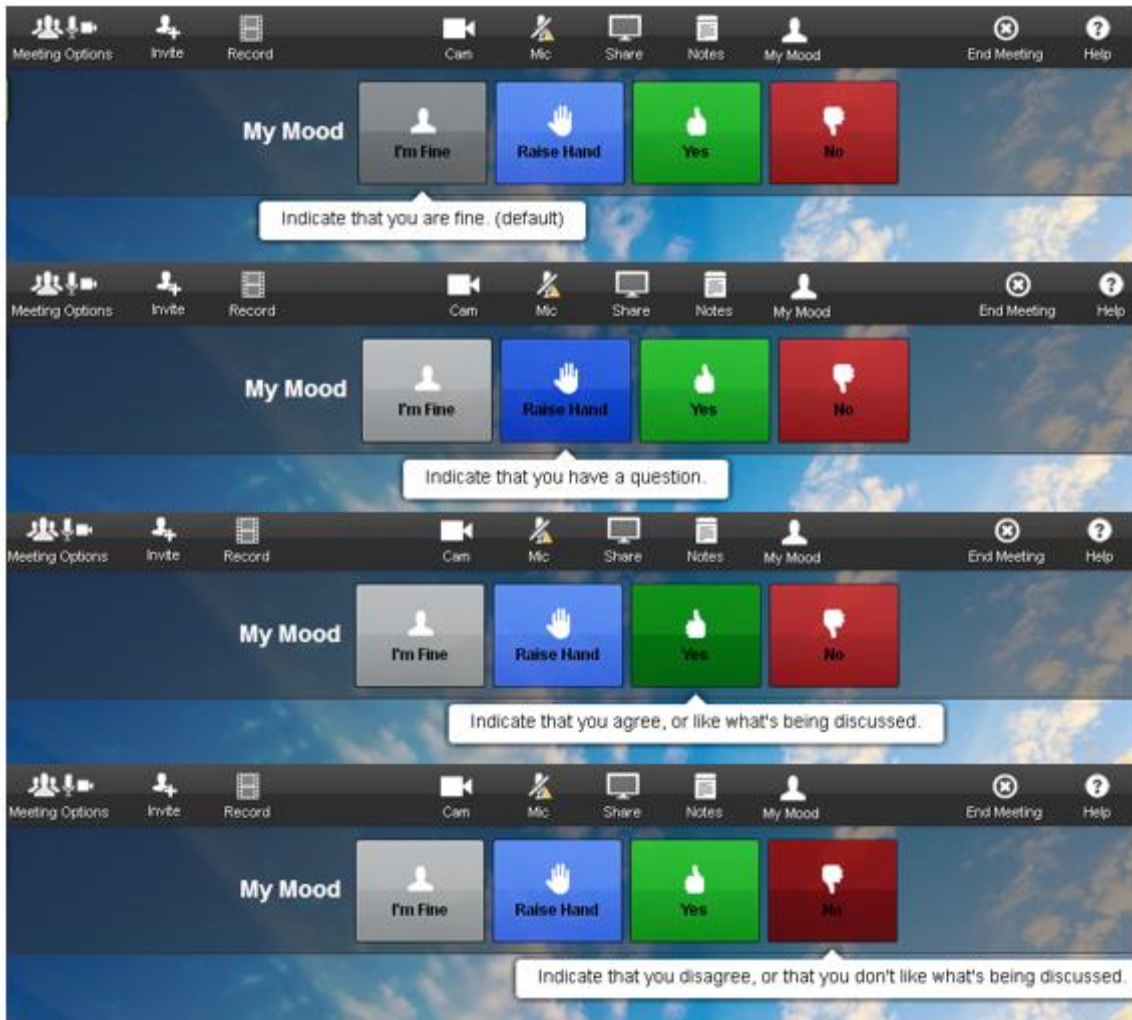 Meeting Options Invite Record Cam Mic Share Notes My Mood End Meeting Help
My Mood I'm Fine Raise Hand Yes No
Indicate that you are fine. (default)
Meeting Options Invite Record Cam Mic Share Notes My Mood End Meeting Help
My Mood I'm Fine Raise Hand Yes No
Indicate that you have a question.
Meeting Options Invite Record Cam Mic Share Notes My Mood End Meeting Help
My Mood I'm Fine Raise Hand Yes No
Indicate that you agree, or like what's being discussed.
Meeting Options Invite Record Cam Mic Share Notes My Mood End Meeting Help
My Mood I'm Fine Raise Hand Yes No
Indicate that you disagree, or that you don't like what's being discussed.